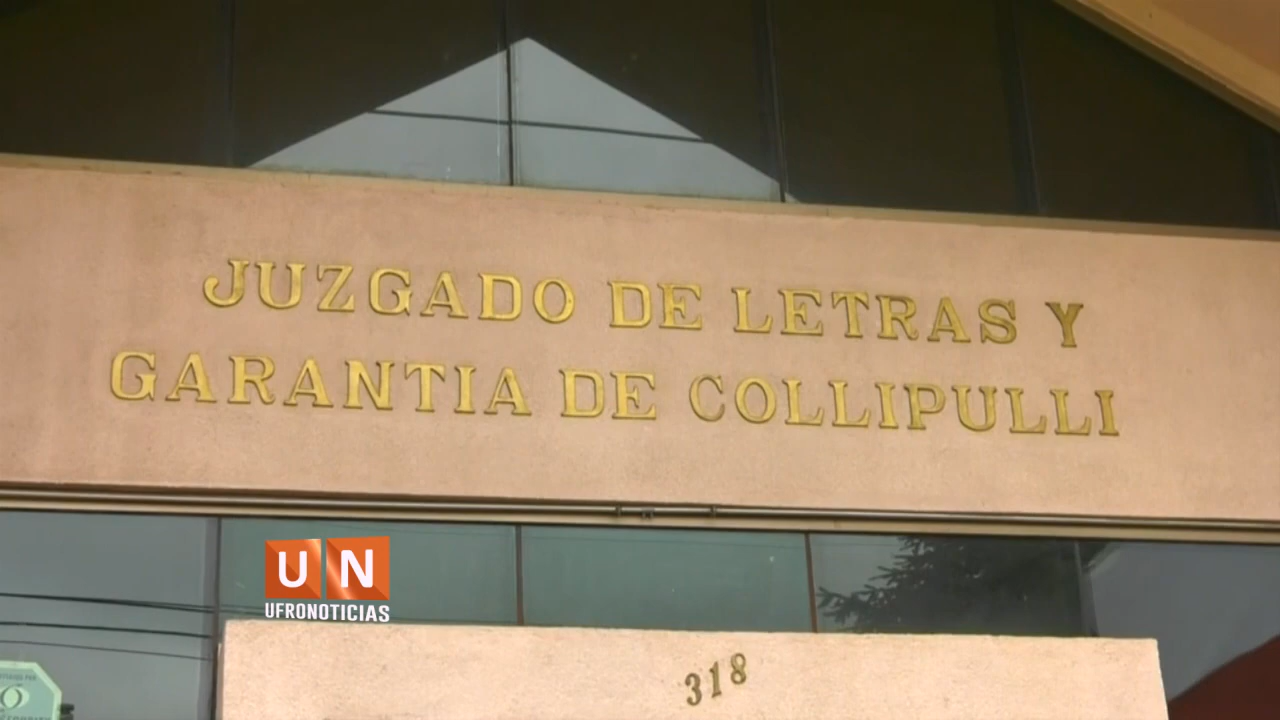 JUZGADO DE LETRAS Y
GARANTIA DE COLLIPULLI
UN
UFRONOTICIAS
318